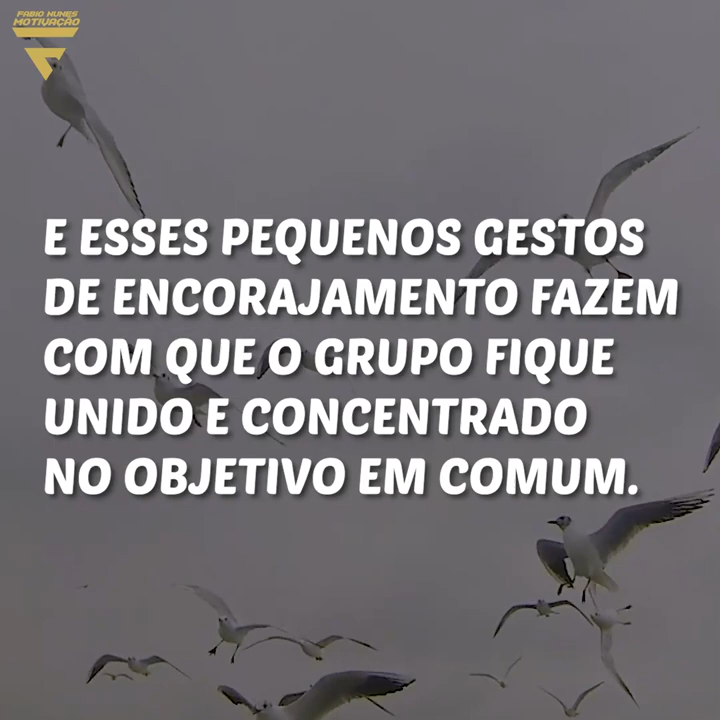 FABIO NUNES
MOTIVAÇÃO
E ESSES PEQUENOS GESTOS
DE ENCORAJAMENTO FAZEM
COM QUE O GRUPO FIQUE
UNIDO E CONCENTRADO
NO OBJETIVO EM COMUM.